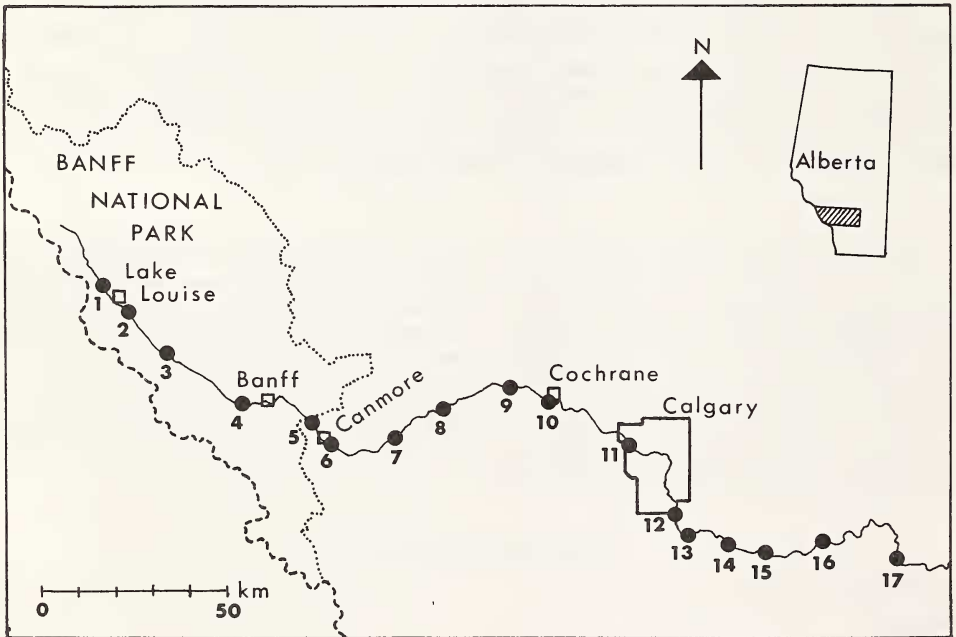 N
BANFF
NATIONAL
PARK
Alberta
Lake
Louise
1
2
3
Banff
4
5
Canmore
6
7
8
9
Cochrane
10
Calgary
11
12
13
14
15
16
17
km
0
50